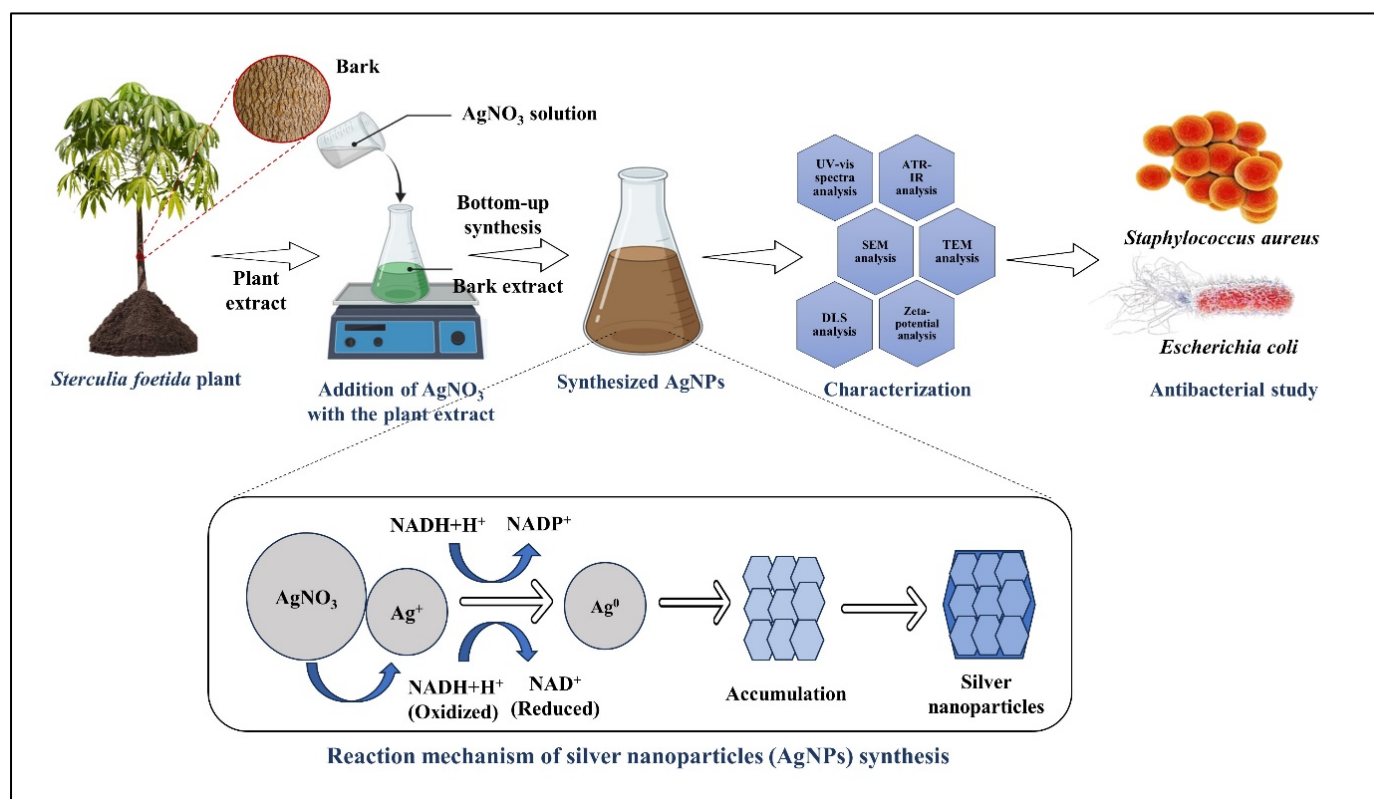 Bark
AgNO₃ solution
Plant
extract
Bottom-up
synthesis
Bark extract
UV-vis
spectra
analysis
ATR-
IR
analysis
SEM
analysis
TEM
analysis
DLS
analysis
Zeta-
potential
analysis
Staphylococcus aureus
Escherichia coli
Sterculia foetida plant
Addition of AgNO₃
with the plant extract
Synthesized AgNPs
Characterization
Antibacterial study
NADH+H⁺
NADP⁺
AgNO₃
Ag⁺
Ag⁰
NADH+H⁺
(Oxidized)
NAD⁺
(Reduced)
Accumulation
Silver
nanoparticles
Reaction mechanism of silver nanoparticles (AgNPs) synthesis